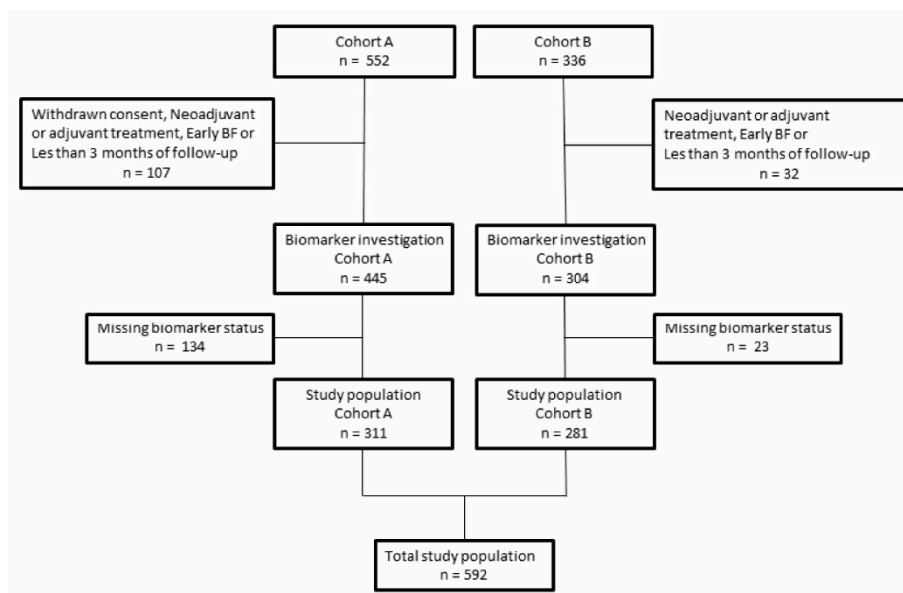 Cohort A
n = 552
Cohort B
n = 336
Withdrawn consent, Neoadjuvant
or adjuvant treatment, Early BF or
Less than 3 months of follow-up
n = 107
Neoadjuvant or adjuvant
treatment, Early BF or
Less than 3 months of follow-up
n = 32
Biomarker investigation
Cohort A
n = 445
Biomarker investigation
Cohort B
n = 304
Missing biomarker status
n = 134
Missing biomarker status
n = 23
Study population
Cohort A
n = 311
Study population
Cohort B
n = 281
Total study population
n = 592